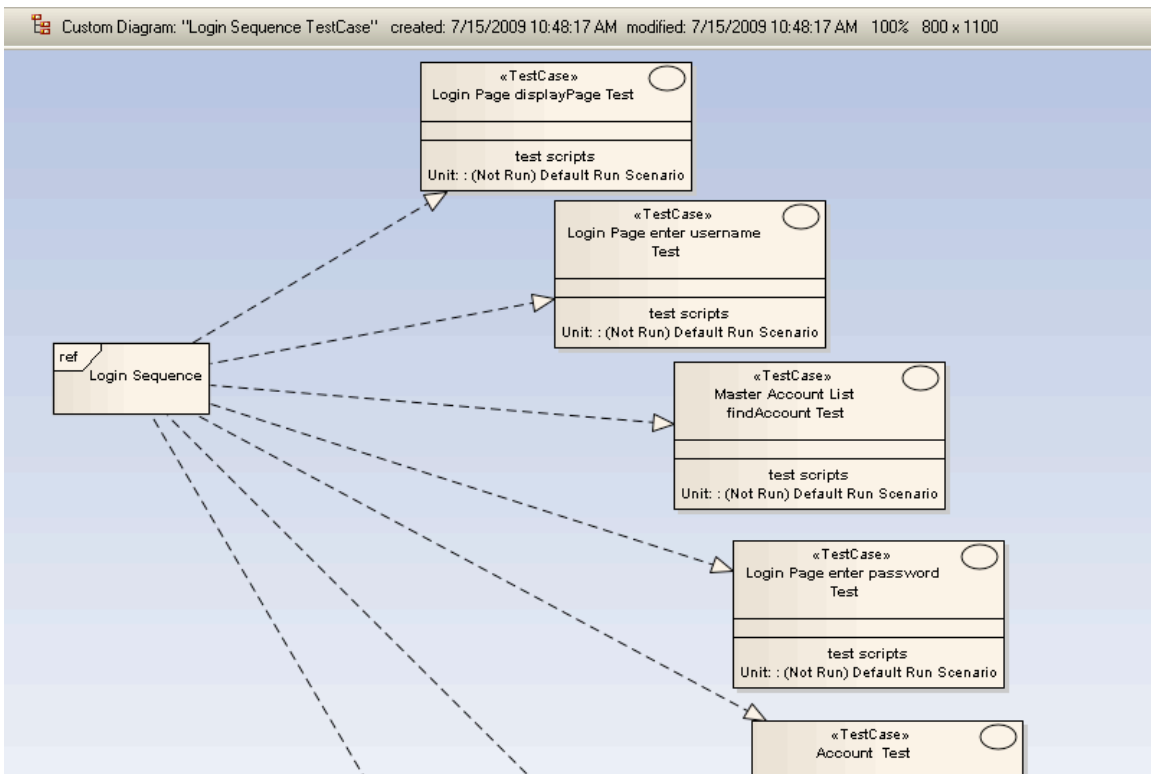 Custom Diagram: "Login Sequence TestCase" created: 7/15/2009 10:48:17 AM modified: 7/15/2009 10:48:17 AM 100% 800 x 1100
«TestCase»
Login Page displayPage Test
test scripts
Unit: : (Not Run) Default Run Scenario
«TestCase»
Login Page enter username
Test
test scripts
Unit: : (Not Run) Default Run Scenario
ref
Login Sequence
«TestCase»
Master Account List
findAccount Test
test scripts
Unit: : (Not Run) Default Run Scenario
«TestCase»
Login Page enter password
Test
test scripts
Unit: : (Not Run) Default Run Scenario
«TestCase»
Account Test